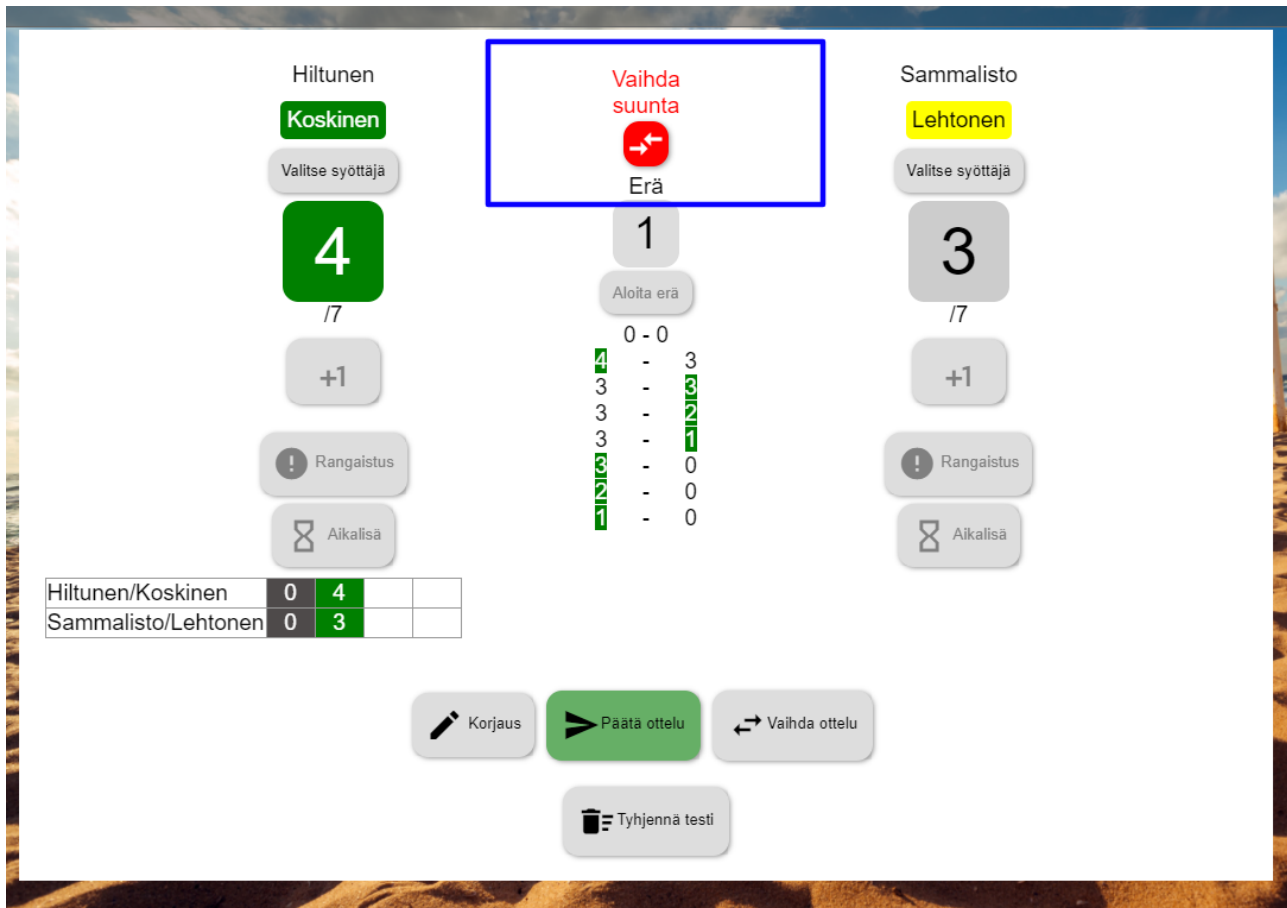 Hiltunen
Koskinen
Valitse syöttäjä
4
/7
+1
Rangaistus
Aikalisä
Vaihda
suunta
Erä
1
Aloita erä
0 - 0
4 - 3
3 - 3
3 - 2
3 - 1
3 - 0
2 - 0
1 - 0
Sammalisto
Lehtonen
Valitse syöttäjä
3
/7
+1
Rangaistus
Aikalisä
Hiltunen/Koskinen 0 4
Sammalisto/Lehtonen 0 3
Korjaus
Päätä ottelu
Vaihda ottelu
Tyhjennä testi